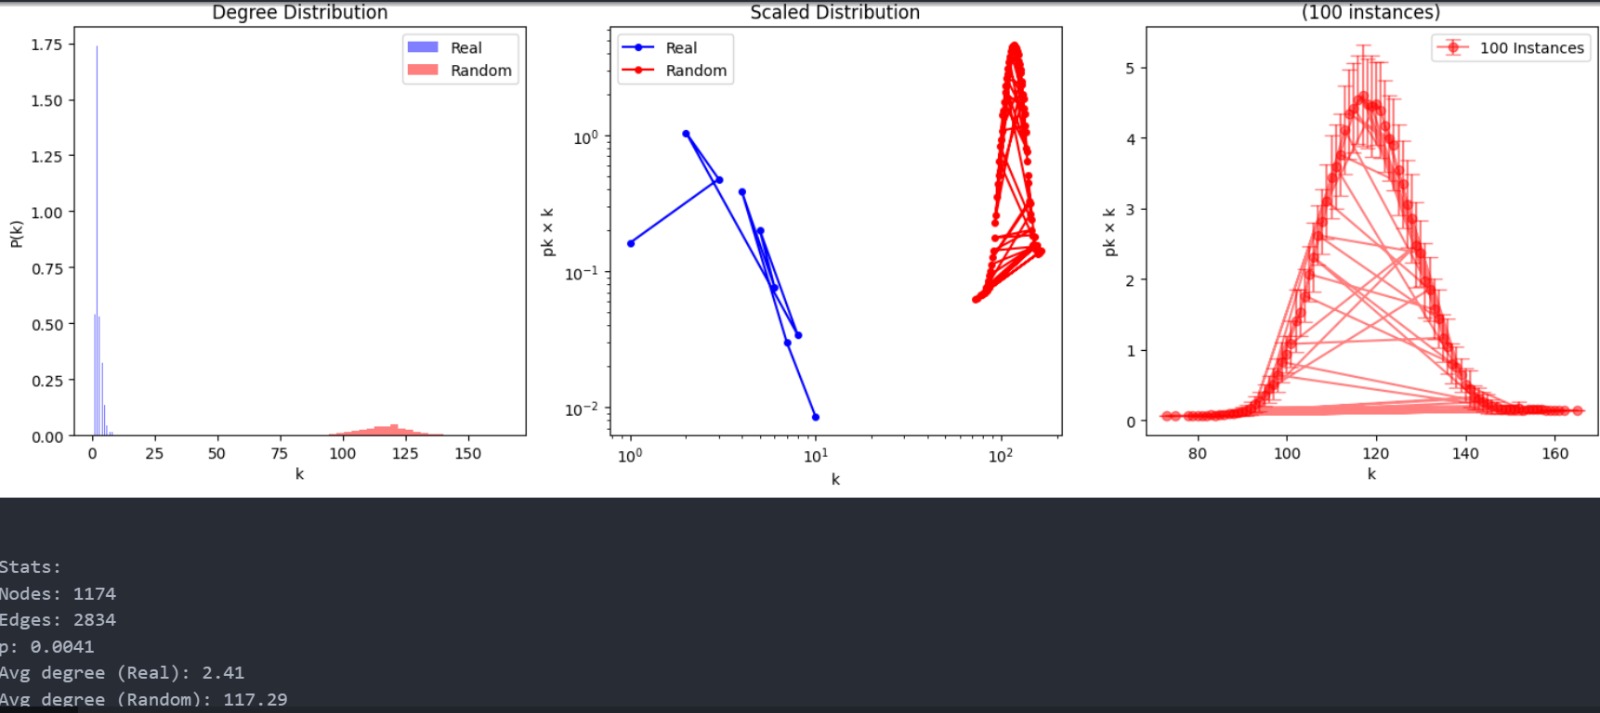 Degree Distribution
Real
Random
P(k)
1.75
1.50
1.25
1.00
0.75
0.50
0.25
0.00
0 25 50 75 100 125 150
k
Scaled Distribution
Real
Random
pk × k
10⁰
10⁻¹
10⁻²
10⁰ 10¹ 10²
k
(100 instances)
100 Instances
pk × k
5
4
3
2
1
0
80 100 120 140 160
k
Stats:
Nodes: 1174
Edges: 2834
p: 0.0041
Avg degree (Real): 2.41
Avg degree (Random): 117.29